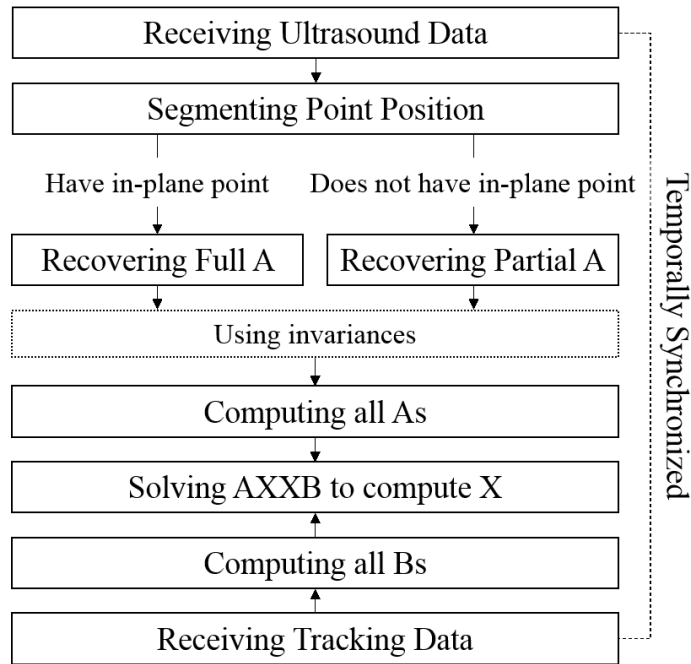 Receiving Ultrasound Data
Segmenting Point Position
Have in-plane point
Does not have in-plane point
Recovering Full A
Recovering Partial A
Using invariances
Computing all As
Solving AXXB to compute X
Computing all Bs
Receiving Tracking Data
Temporally Synchronized